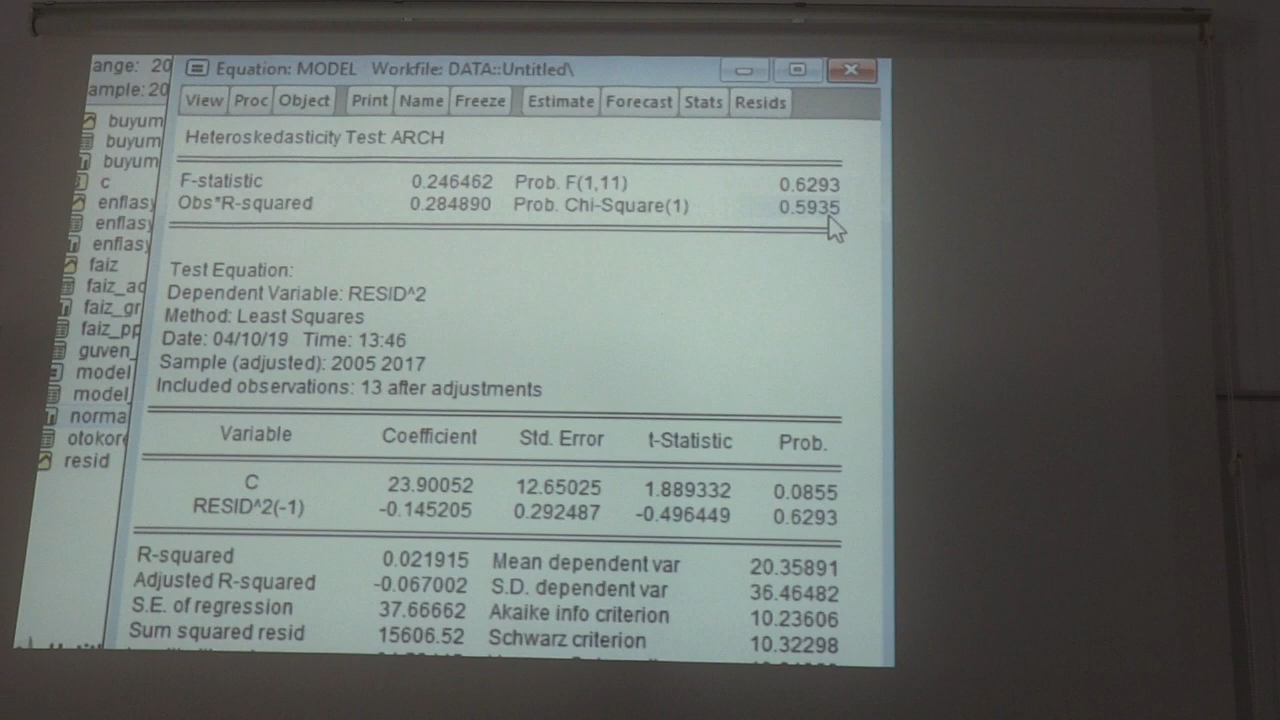 ange: 20
ample: 20
buyum
buyum
buyum
c
enflasy
enflasy
enflasy
faiz
faiz_ad
faiz_gr
faiz_pp
guven_
model
model_
norma
otokore
resid
Equation: MODEL Workfile: DATA::Untitled\
View Proc Object Print Name Freeze Estimate Forecast Stats Resids
Heteroskedasticity Test: ARCH
F-statistic 0.246462 Prob. F(1,11) 0.6293
Obs*R-squared 0.284890 Prob. Chi-Square(1) 0.5935
Test Equation:
Dependent Variable: RESID^2
Method: Least Squares
Date: 04/10/19 Time: 13:46
Sample (adjusted): 2005 2017
Included observations: 13 after adjustments
Variable Coefficient Std. Error t-Statistic Prob.
C 23.90052 12.65025 1.889332 0.0855
RESID^2(-1) -0.145205 0.292487 -0.496449 0.6293
R-squared 0.021915 Mean dependent var 20.35891
Adjusted R-squared -0.067002 S.D. dependent var 36.46482
S.E. of regression 37.66662 Akaike info criterion 10.23606
Sum squared resid 15606.52 Schwarz criterion 10.32298